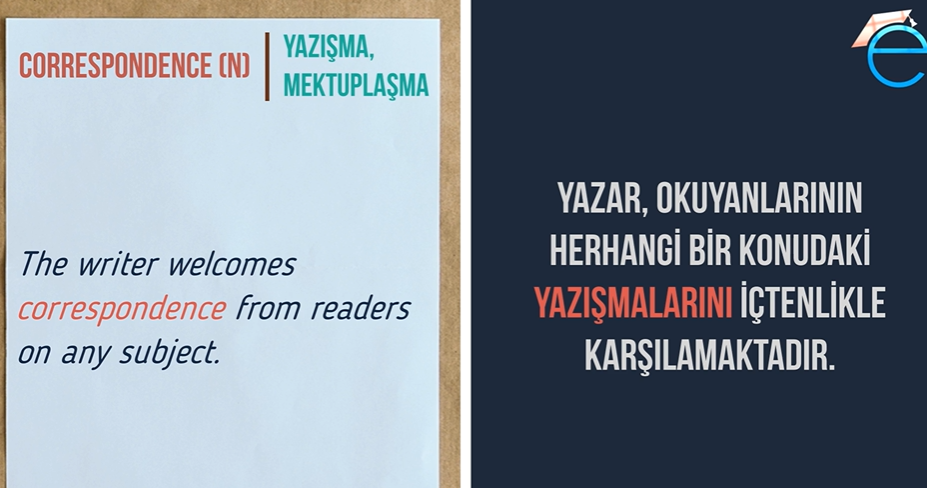 CORRESPONDENCE (N)
YAZIŞMA,
MEKTUPLAŞMA
The writer welcomes
correspondence from readers
on any subject.
YAZAR, OKUYANLARININ
HERHANGİ BİR KONUDAKİ
YAZIŞMALARINI İÇTENLİKLE
KARŞILAMAKTADIR.
e